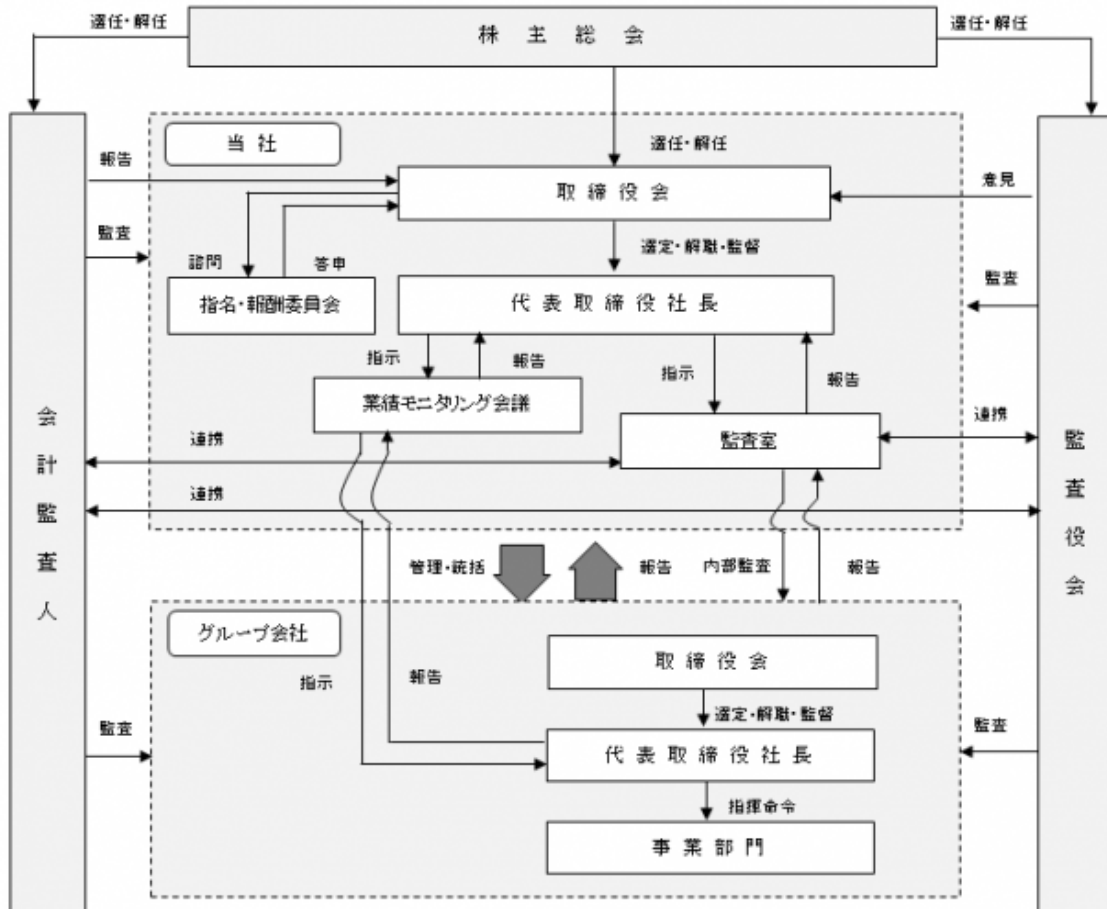 選任・解任
株主総会
選任・解任
当社
選任・解任
報告
取締役会
意見
監査
選定・解職・監督
諮問
答申
指名・報酬委員会
代表取締役社長
監査
指示
報告
指示
報告
業績モニタリング会議
監査室
連携
連携
連携
会計監査人
監査役会
管理・統括
報告
内部監査
報告
グループ会社
取締役会
指示
報告
選定・解職・監督
監査
代表取締役社長
監査
指揮命令
事業部門